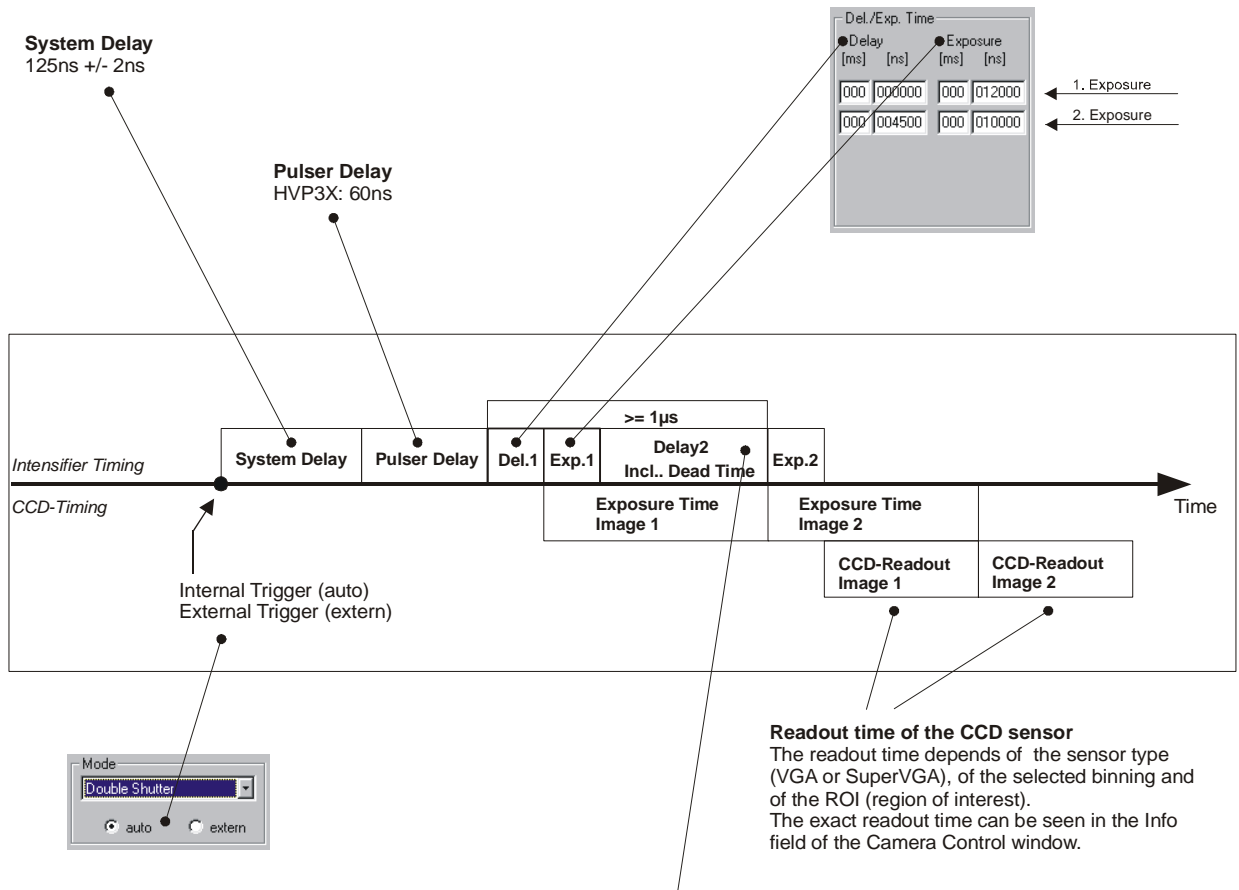 System Delay
125ns +/- 2ns
Pulser Delay
HVP3X: 60ns
Del./Exp. Time
Delay Exposure
[ms] [ns] [ms] [ns]
000 000000 000 012000
1. Exposure
000 004500 000 010000
2. Exposure
>= 1µs
Intensifier Timing
System Delay
Pulser Delay
Del.1
Exp.1
Delay2
Incl.. Dead Time
Exp.2
CCD-Timing
Exposure Time
Image 1
Exposure Time
Image 2
Time
CCD-Readout
Image 1
CCD-Readout
Image 2
Internal Trigger (auto)
External Trigger (extern)
Mode
Double Shutter
auto extern
Readout time of the CCD sensor
The readout time depends of the sensor type
(VGA or SuperVGA), of the selected binning and
of the ROI (region of interest).
The exact readout time can be seen in the Info
field of the Camera Control window.